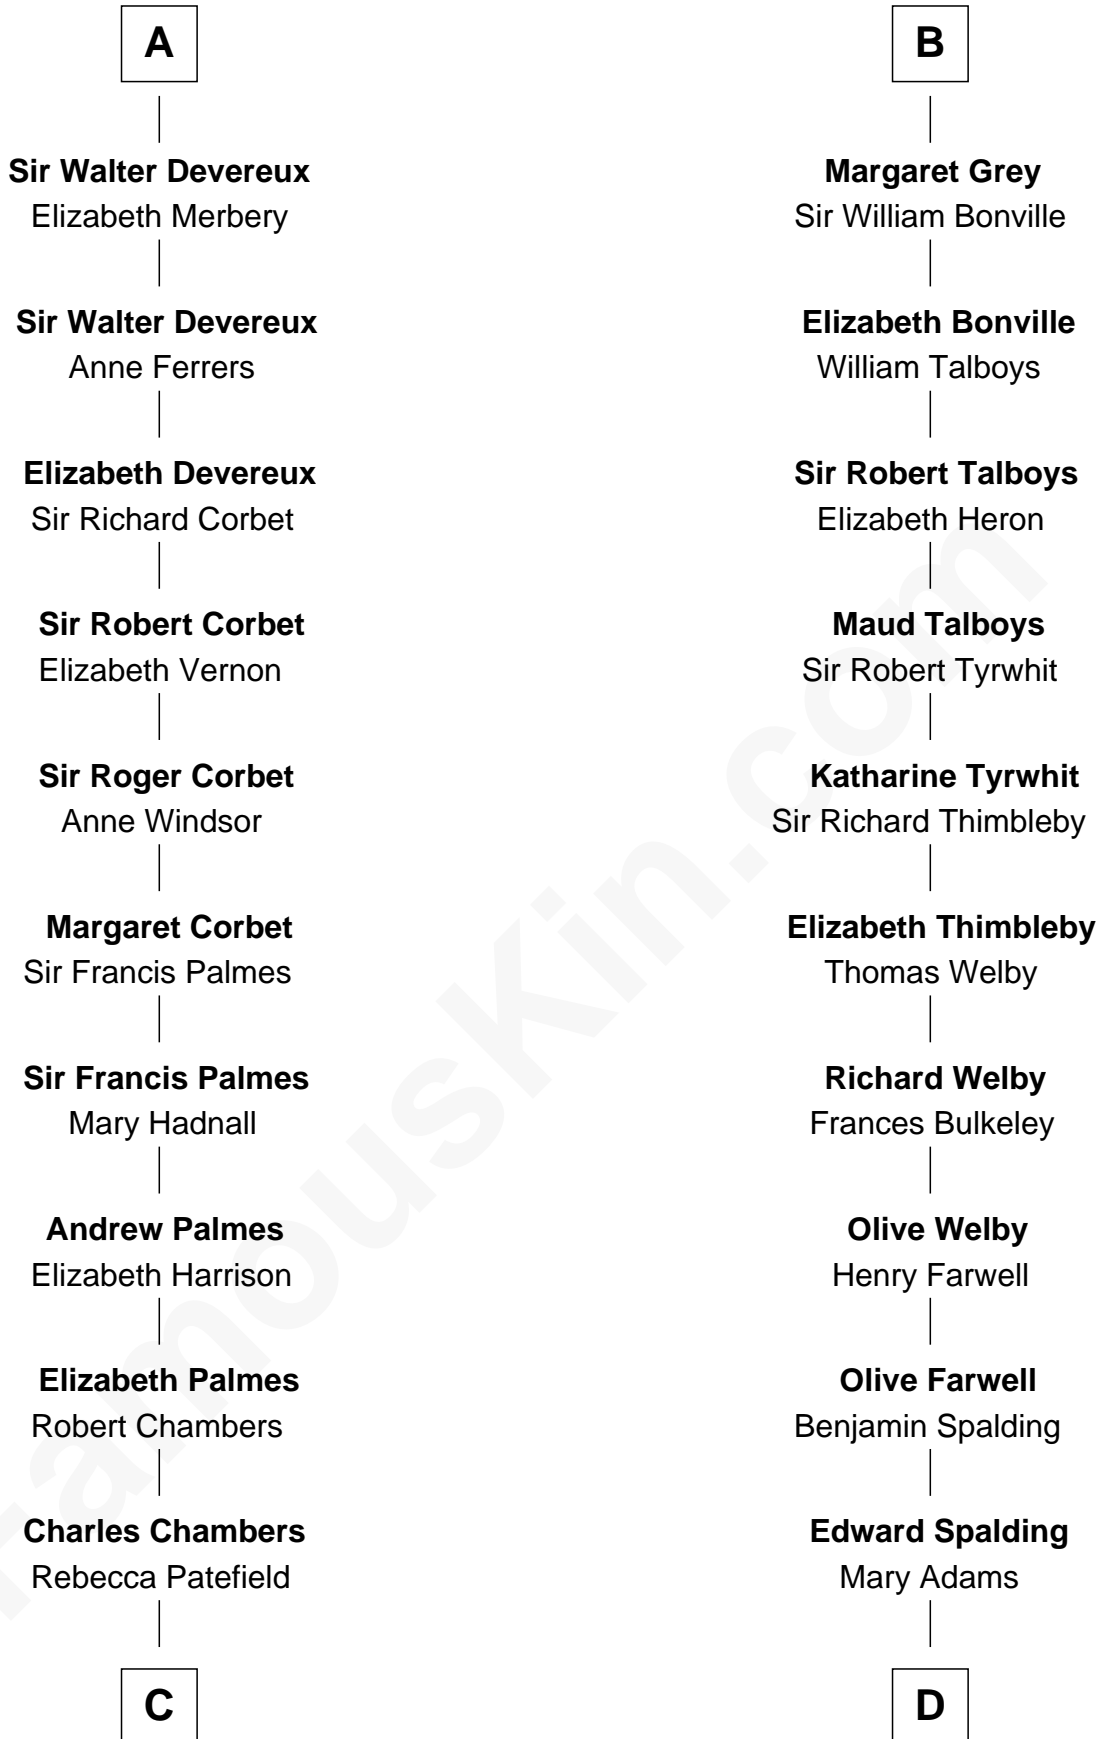 A
Sir Walter Devereux
Elizabeth Merbery
Sir Walter Devereux
Anne Ferrers
Elizabeth Devereux
Sir Richard Corbet
Sir Robert Corbet
Elizabeth Vernon
Sir Roger Corbet
Anne Windsor
Margaret Corbet
Sir Francis Palmes
Sir Francis Palmes
Mary Hadnall
Andrew Palmes
Elizabeth Harrison
Elizabeth Palmes
Robert Chambers
Charles Chambers
Rebecca Patefield
C
B
Margaret Grey
Sir William Bonville
Elizabeth Bonville
William Talboys
Sir Robert Talboys
Elizabeth Heron
Maud Talboys
Sir Robert Tyrwhit
Katharine Tyrwhit
Sir Richard Thimbleby
Elizabeth Thimbleby
Thomas Welby
Richard Welby
Frances Bulkeley
Olive Welby
Henry Farwell
Olive Farwell
Benjamin Spalding
Edward Spalding
Mary Adams
D
FamousKin.com